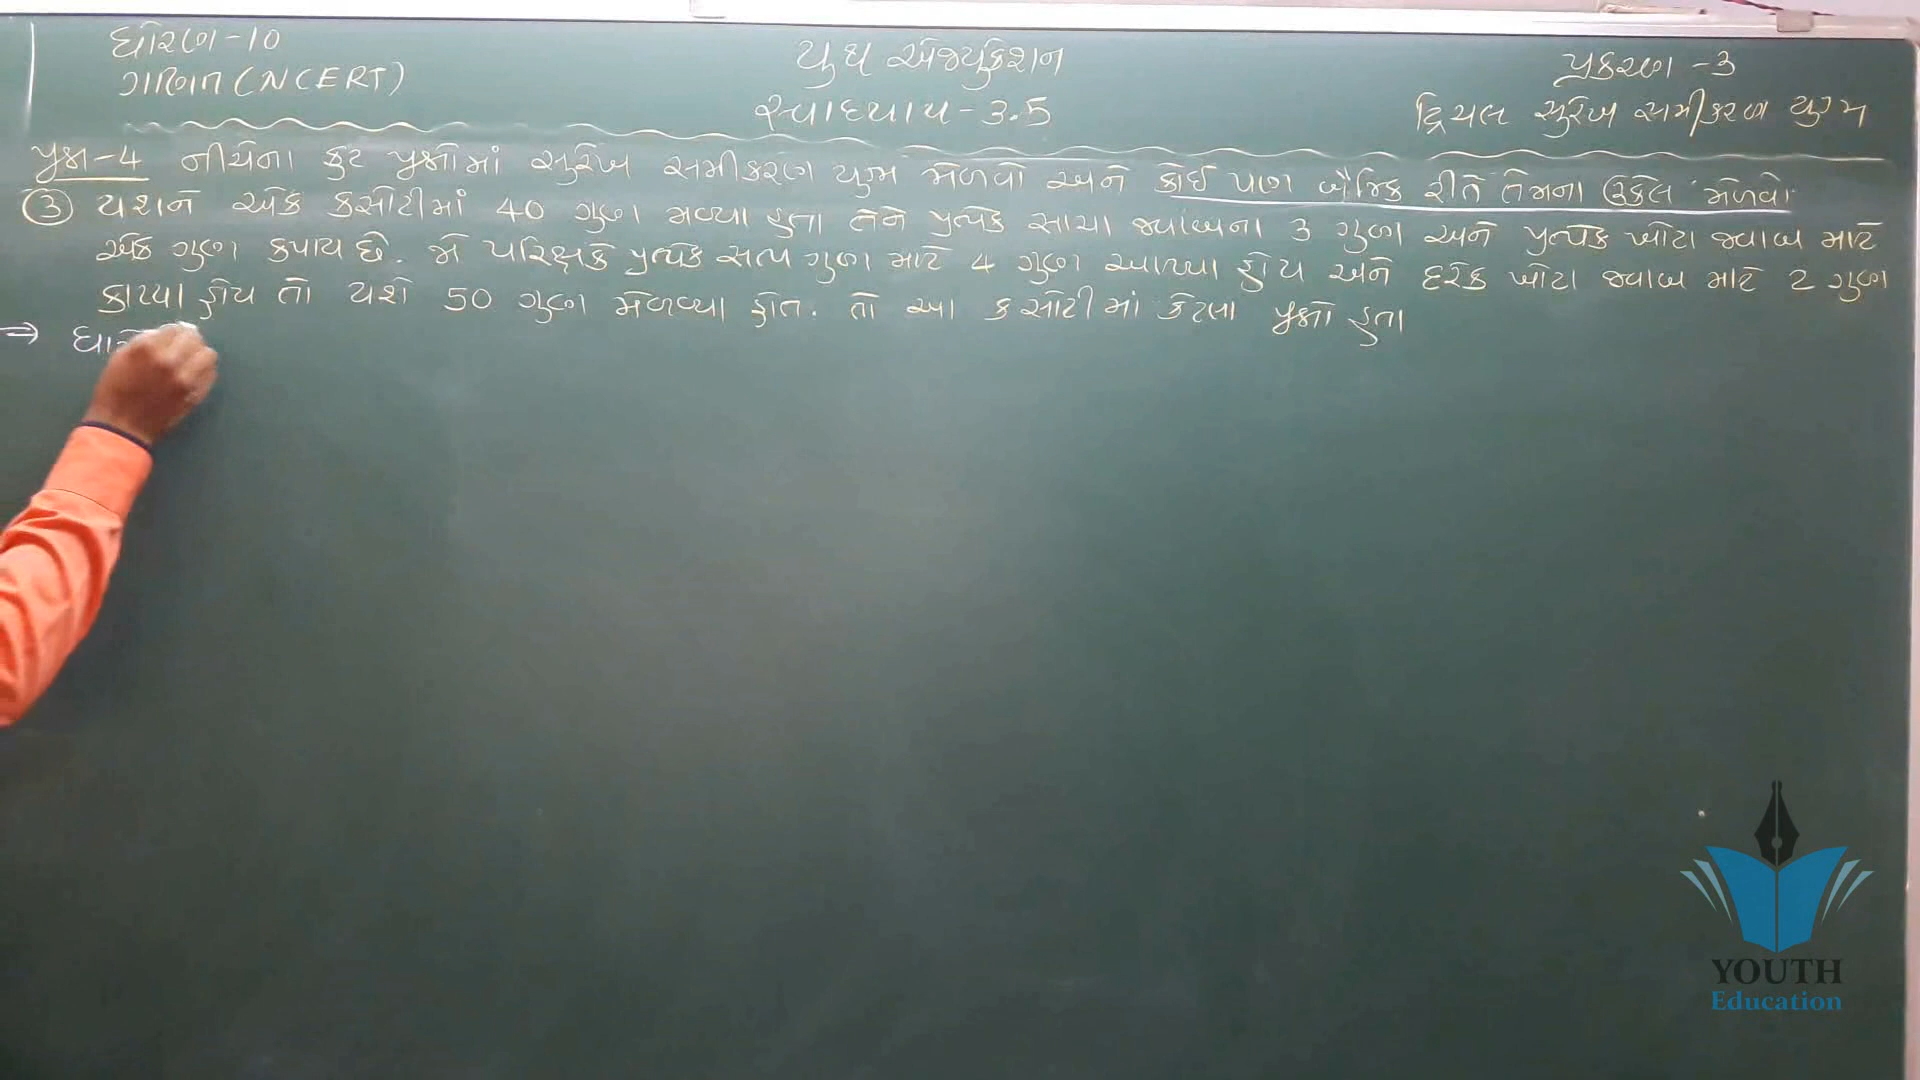 ધોરણ-10
ગણિત (NCERT)
યુથ એજ્યુકેશન
સ્વાધ્યાય-3.5
પ્રકરણ-3
દ્વિચલ સુરેખ સમીકરણ યુગ્મ
પ્રશ્ન-4 નીચેના કુટ પ્રશ્નોમાં સુરેખ સમીકરણ યુગ્મ મેળવો અને કોઈ પણ બૈજિક રીતે તેમના ઉકેલ મેળવો
③ યશને એક કસોટીમાં 40 ગુણ મળ્યા હતા તેને પ્રત્યેક સાચા જવાબના 3 ગુણ અને પ્રત્યેક ખોટા જવાબ માટે
એક ગુણ કપાય છે. જો પરિક્ષકે પ્રત્યેક સત્ય ગુણ માટે 4 ગુણ આપ્યા હોય અને દરેક ખોટા જવાબ માટે 2 ગુણ
કાપ્યા હોય તો યશે 50 ગુણ મેળવ્યા હોત. તો આ કસોટીમાં કેટલા પ્રશ્નો હતા
⇒
YOUTH
Education